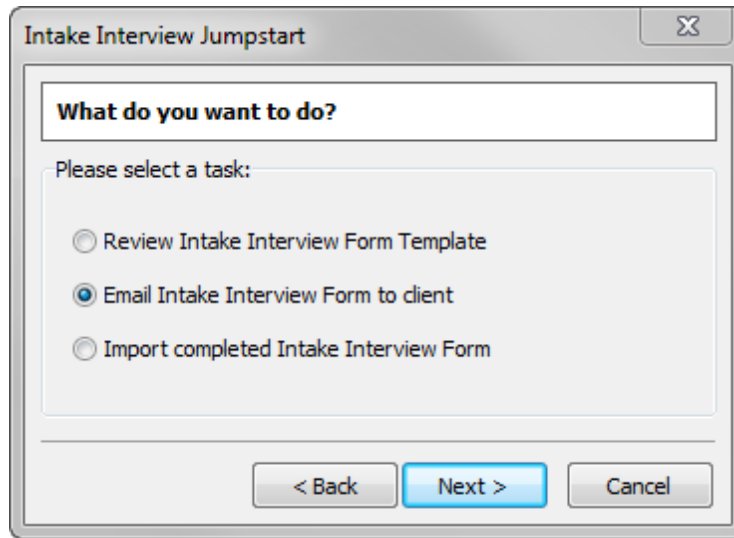 Intake Interview Jumpstart
What do you want to do?
Please select a task:
Review Intake Interview Form Template
Email Intake Interview Form to client
Import completed Intake Interview Form
< Back
Next >
Cancel